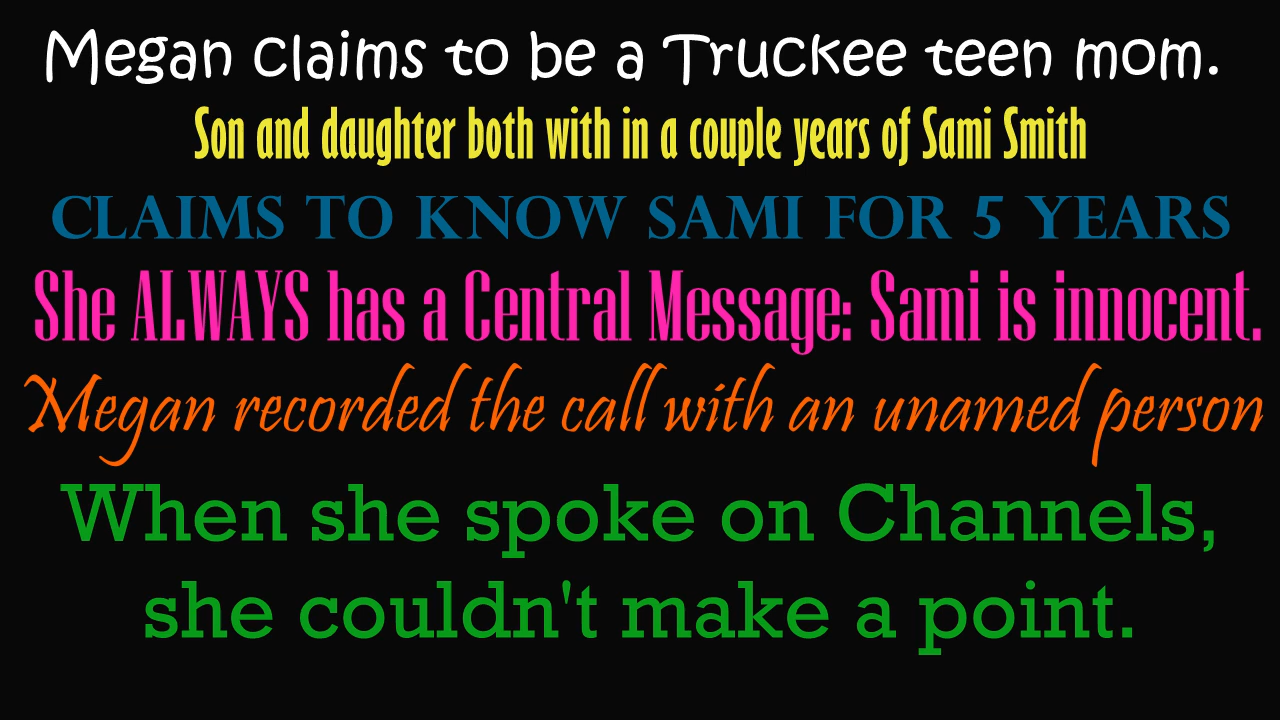 Megan claims to be a Truckee teen mom.
Son and daughter both with in a couple years of Sami Smith
CLAIMS TO KNOW SAMI FOR 5 YEARS
She ALWAYS has a Central Message: Sami is innocent.
Megan recorded the call with an unamed person
When she spoke on Channels,
she couldn't make a point.